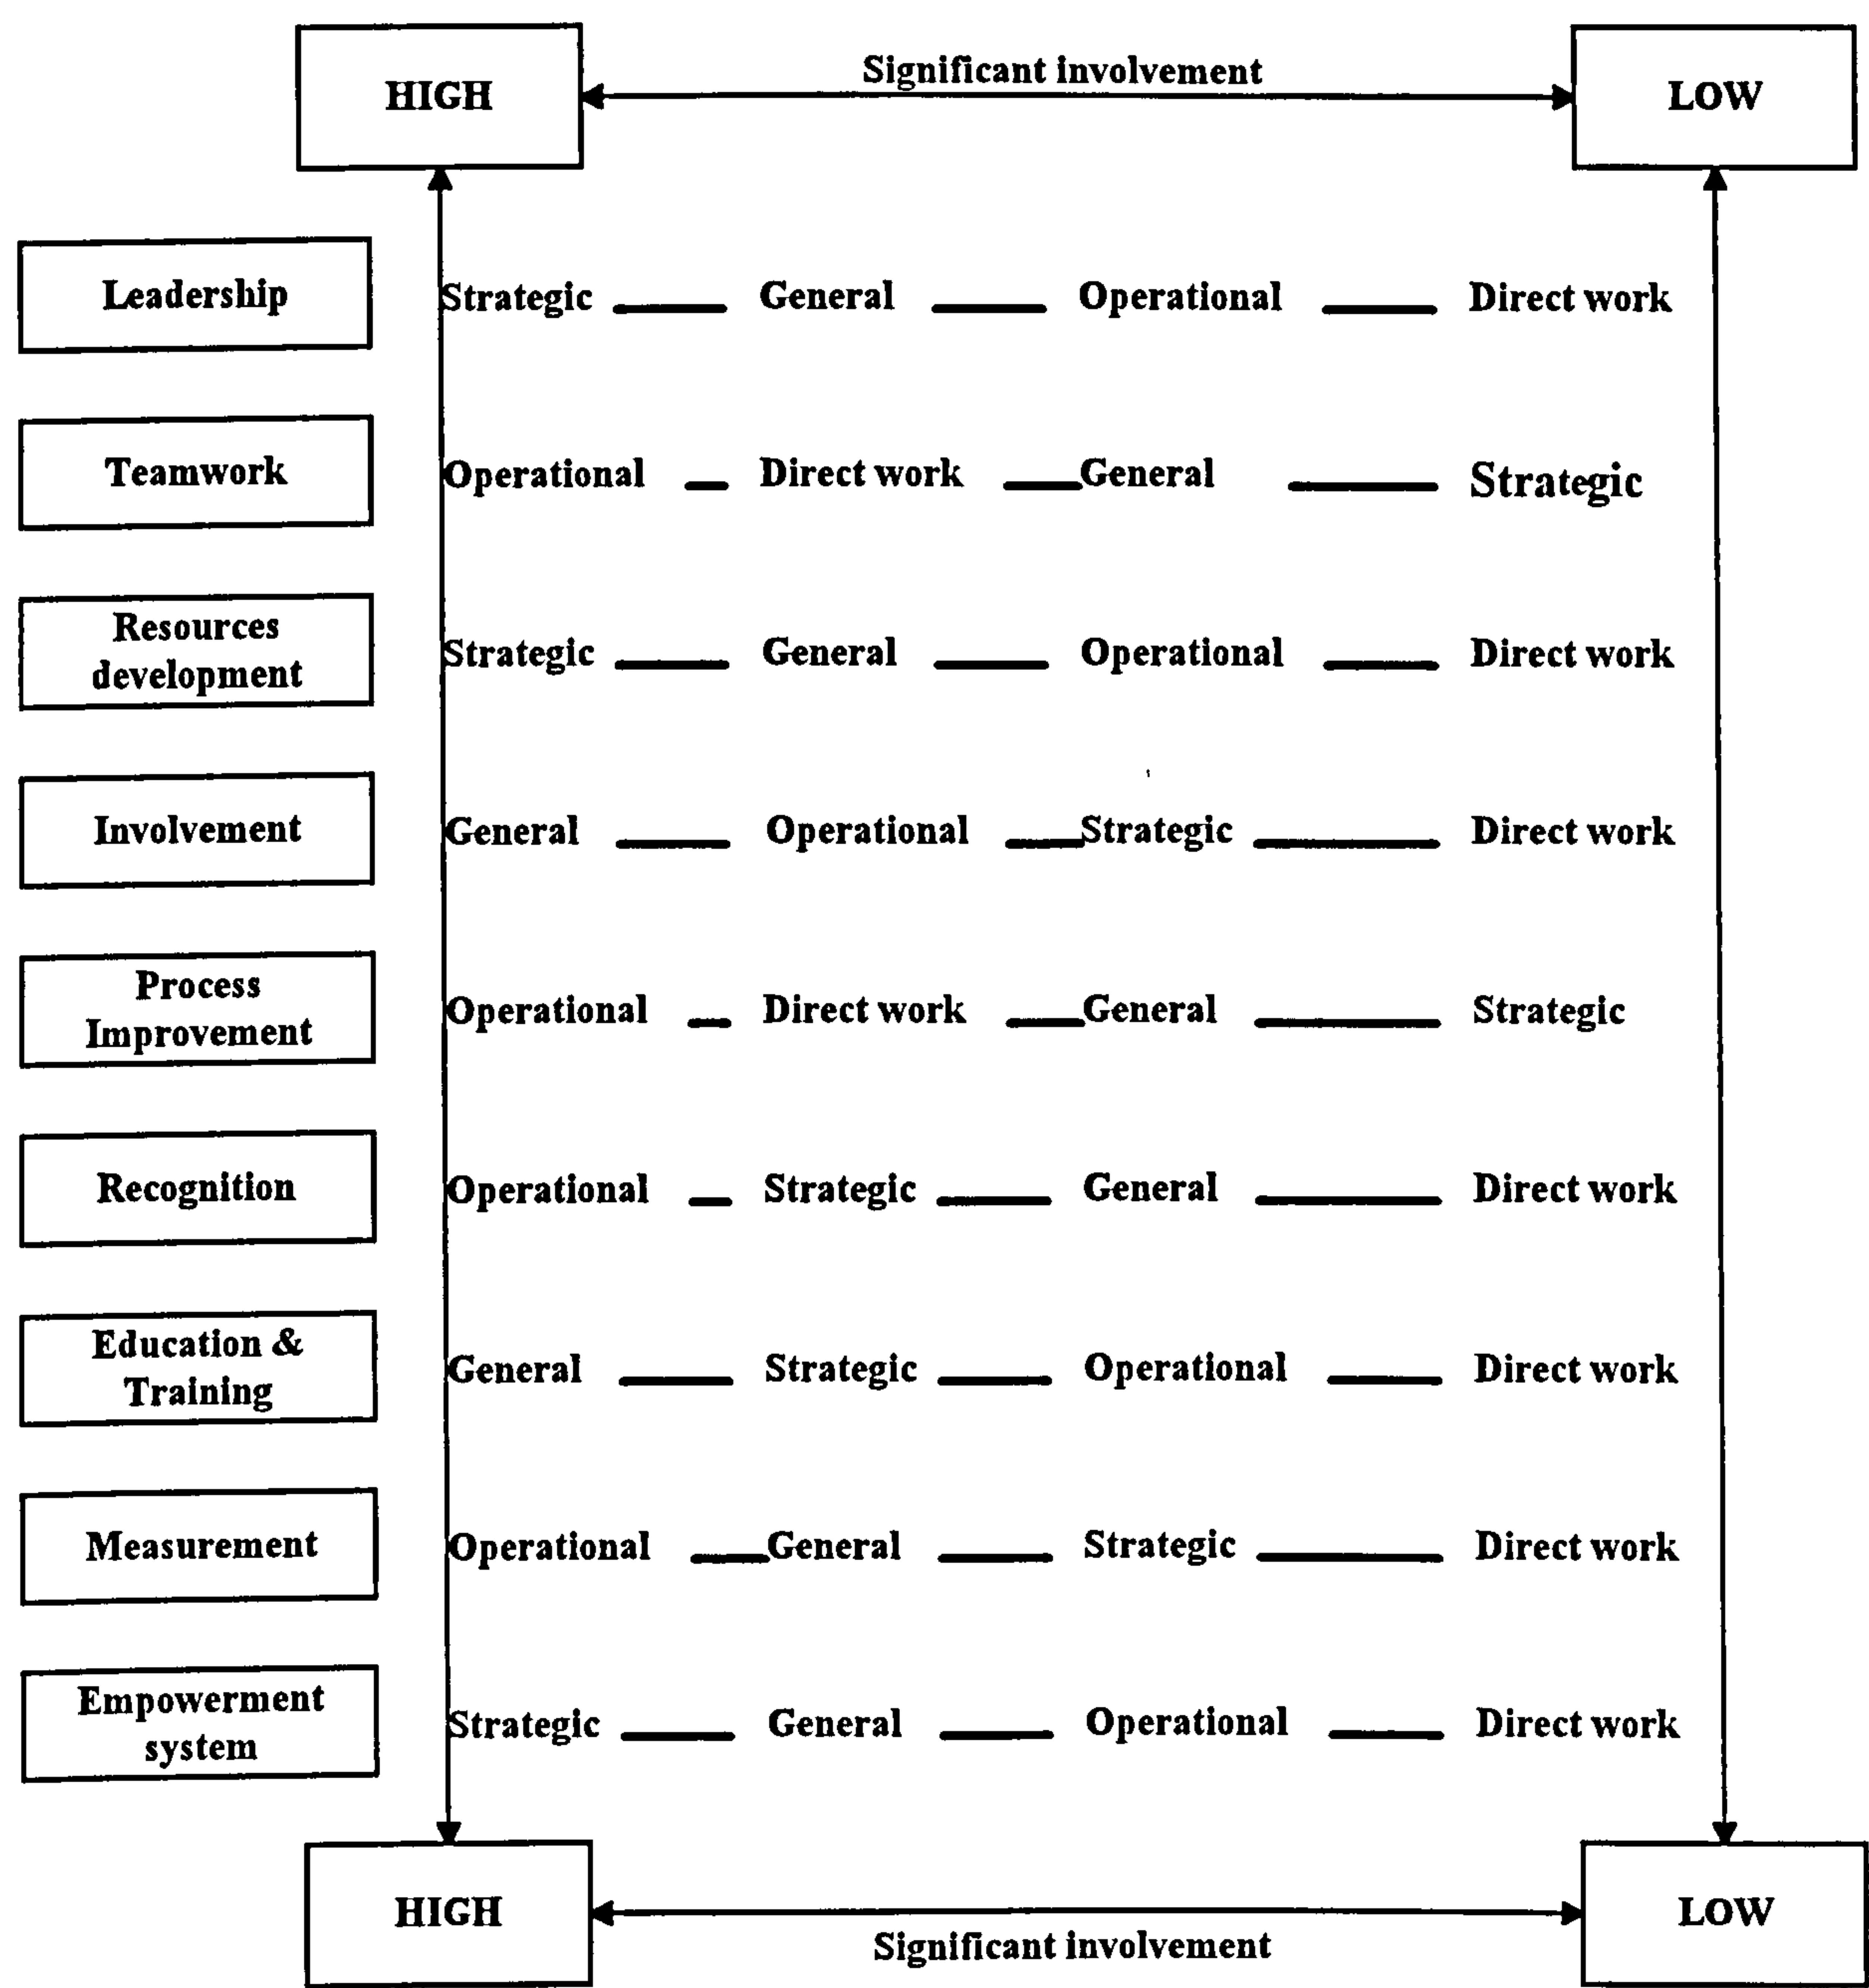 HIGH
Significant involvement
LOW
Leadership
Strategic General Operational Direct work
Teamwork
Operational Direct work General Strategic
Resources
development
Strategic General Operational Direct work
Involvement
General Operational Strategic Direct work
Process
Improvement
Operational Direct work General Strategic
Recognition
Operational Strategic General Direct work
Education &
Training
General Strategic Operational Direct work
Measurement
Operational General Strategic Direct work
Empowerment
system
Strategic General Operational Direct work
HIGH
Significant involvement
LOW